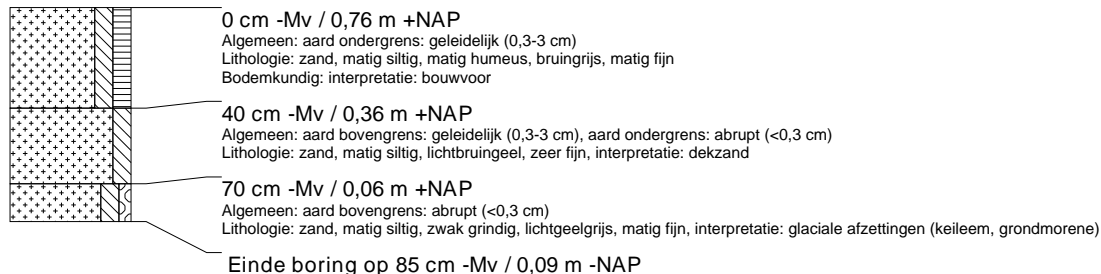 0 cm -Mv / 0,76 m +NAP
Algemeen: aard ondergrens: geleidelijk (0,3-3 cm)
Lithologie: zand, matig siltig, matig humeus, bruingrijs, matig fijn
Bodemkundig: interpretatie: bouwvoor
40 cm -Mv / 0,36 m +NAP
Algemeen: aard bovengrens: geleidelijk (0,3-3 cm), aard ondergrens: abrupt (<0,3 cm)
Lithologie: zand, matig siltig, lichtbruingeel, zeer fijn, interpretatie: dekzand
70 cm -Mv / 0,06 m +NAP
Algemeen: aard bovengrens: abrupt (<0,3 cm)
Lithologie: zand, matig siltig, zwak grindig, lichtgeelgrijs, matig fijn, interpretatie: glaciale afzettingen (keileem, grondmorene)
Einde boring op 85 cm -Mv / 0,09 m -NAP